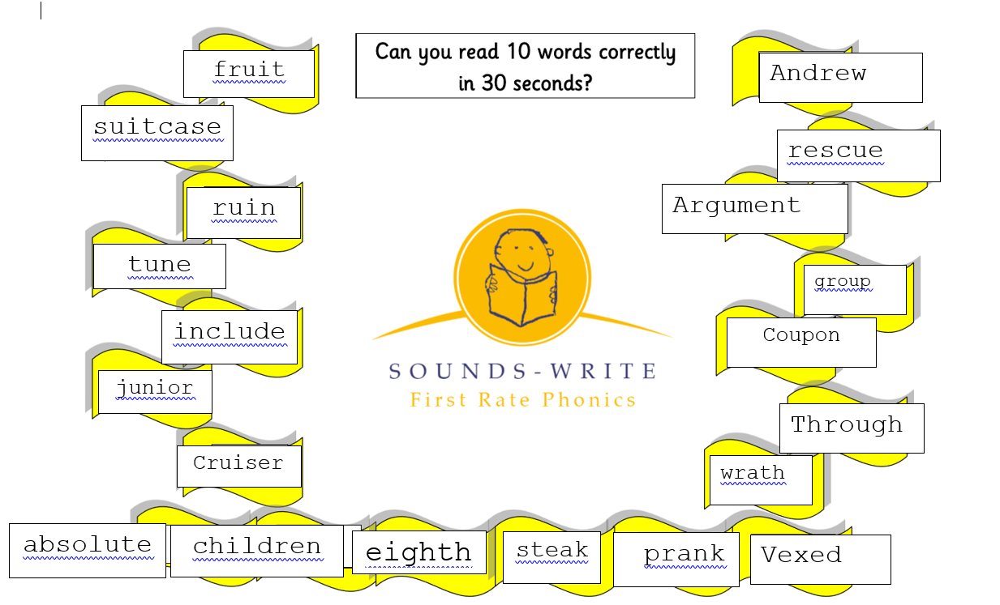 Can you read 10 words correctly
in 30 seconds?
fruit
suitcase
ruin
tune
include
junior
Cruiser
absolute
children
eighth
steak
prank
Vexed
wrath
Through
Coupon
group
Argument
rescue
Andrew
SOUNDS-WRITE
First Rate Phonics